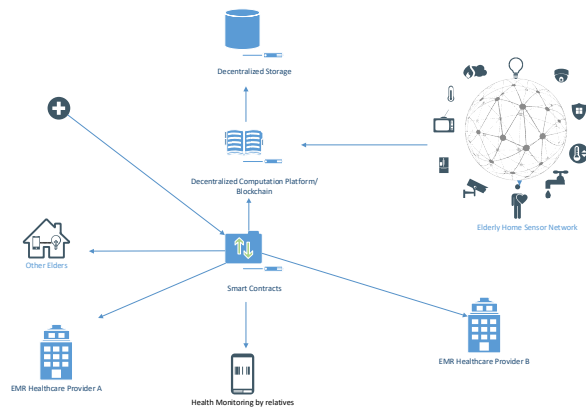 Decentralized Storage
Decentralized Computation Platform/
Blockchain
Elderly Home Sensor Network
Other Elders
Smart Contracts
EMR Healthcare Provider A
EMR Healthcare Provider B
Health Monitoring by relatives